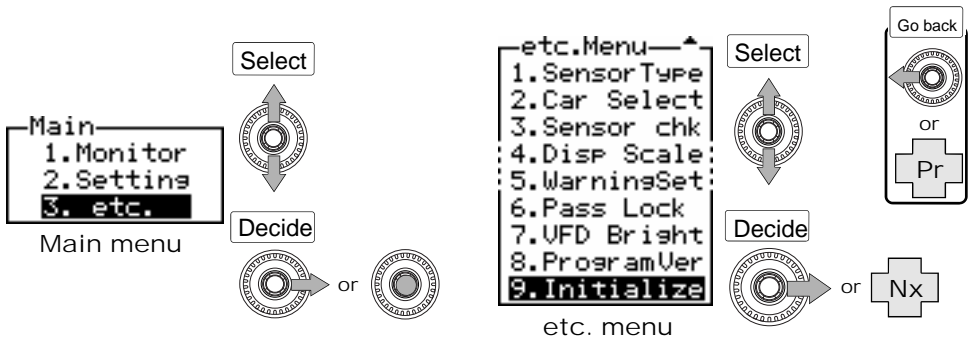 Main
1.Monitor
2.Setting
3. etc.
Main menu
Select
Decide
or
etc.Menu
1.SensorType
2.Car Select
3.Sensor chk
4.Disp Scale
5.WarningSet
6.Pass Lock
7.VFD Bright
8.ProgramVer
9.Initialize
etc. menu
Select
Decide
or
Nx
Go back
or
Pr